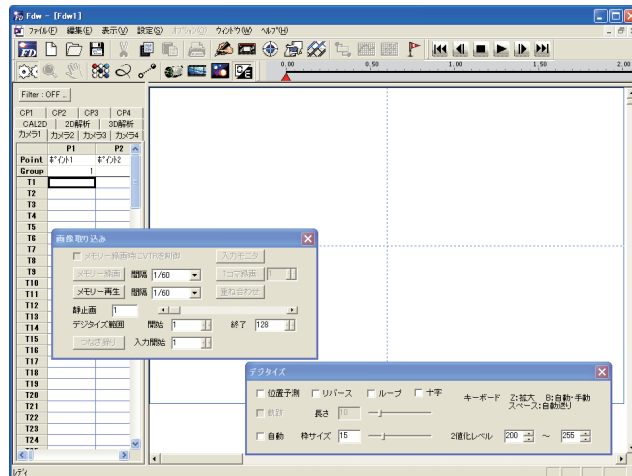 Fdw - [Fdw1]
ファイル(F) 編集(E) 表示(V) 設定(S) オプション(O) ウィンドウ(W) ヘルプ(H)
0.00 0.50 1.00 1.50 2.00
Filter : OFF ..
CP1 CP2 CP3 CP4
CAL2D 2D解析 3D解析
カメラ1 カメラ2 カメラ3 カメラ4
P1 P2
Point ポイント1 ポイント2
Group 1
T1
T2
T3
T4
T5
T6
T7
T8
T9
T10
T11
T12
T13
T14
T15
T16
T17
T18
T19
T20
T21
T22
T23
T24
画像取り込み
メモリー録画時にVTRを制御 入力モニタ
メモリー録画 間隔 1/60 1コマ録画 1
メモリー再生 間隔 1/60 重ね合わせ
静止画 1
デジタイズ範囲 開始 1 終了 128
つなぎ録り 入力開始 1
デジタイズ
位置予測 リバース ループ 十字 キーボード Z:拡大 B:自動・手動
スペース:自動送り
軌跡 長さ 10
自動 枠サイズ 15 2値化レベル 200 ～ 255
レディ